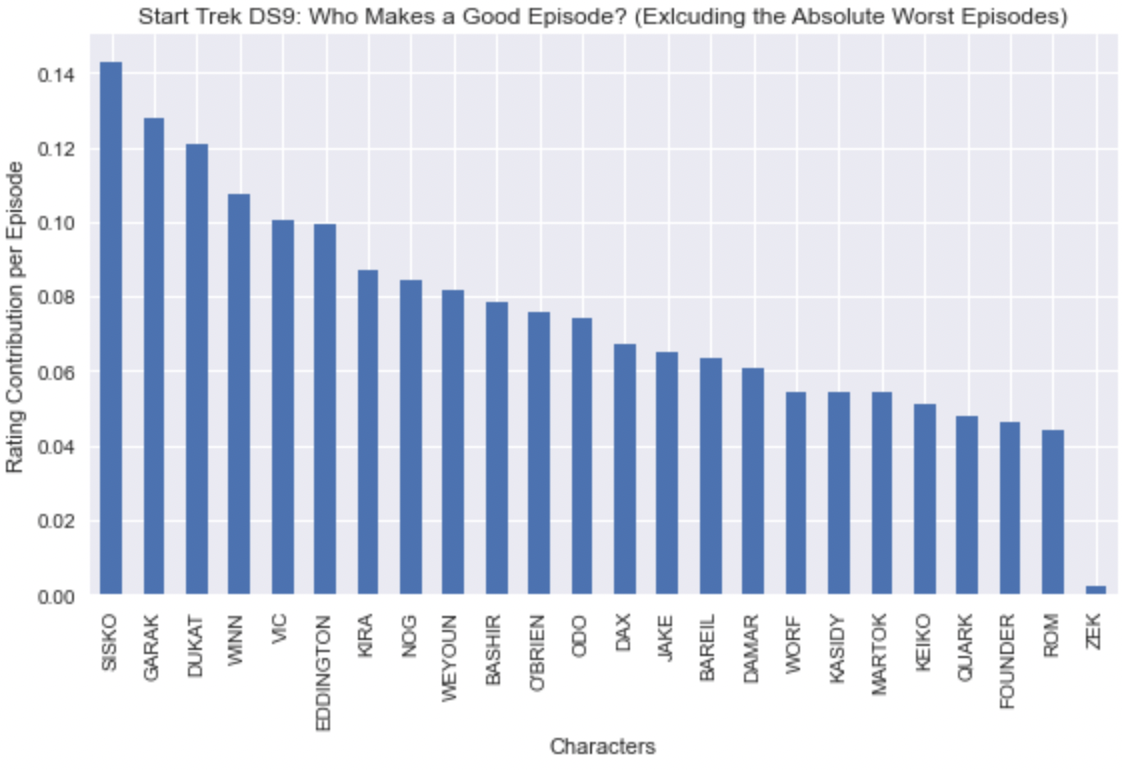 Start Trek DS9: Who Makes a Good Episode? (Exlcuding the Absolute Worst Episodes)
Rating Contribution per Episode
0.14
0.12
0.10
0.08
0.06
0.04
0.02
0.00
SISKO
GARAK
DUKAT
WINN
VIC
EDDINGTON
KIRA
NOG
WEYOUN
BASHIR
O'BRIEN
ODO
DAX
JAKE
BAREIL
DAMAR
WORF
KASIDY
MARTOK
KEIKO
QUARK
FOUNDER
ROM
ZEK
Characters